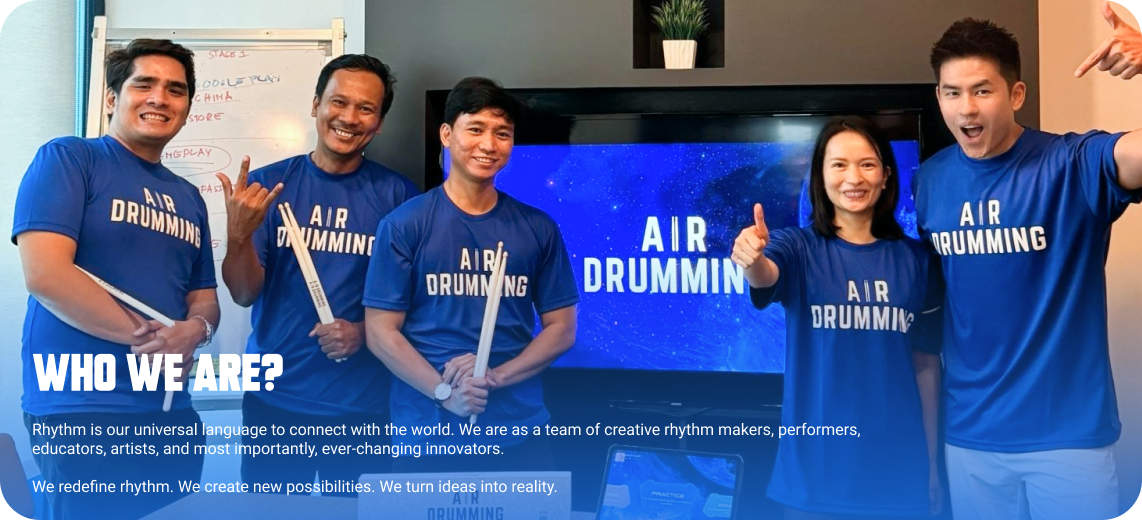 STAGE 1
GOOGLE PLAY
CHINA
STORE
GAMEPLAY
AIR
DRUMMING
AIR
DRUMMING
AIR
DRUMMING
AIR
DRUMMIN
AIR
DRUMMING
AIR
DRUMMING
WHO WE ARE?
Rhythm is our universal language to connect with the world. We are as a team of creative rhythm makers, performers,
educators, artists, and most importantly, ever-changing innovators.
We redefine rhythm. We create new possibilities. We turn ideas into reality.
PRACTICE
AIR
DRUMMING